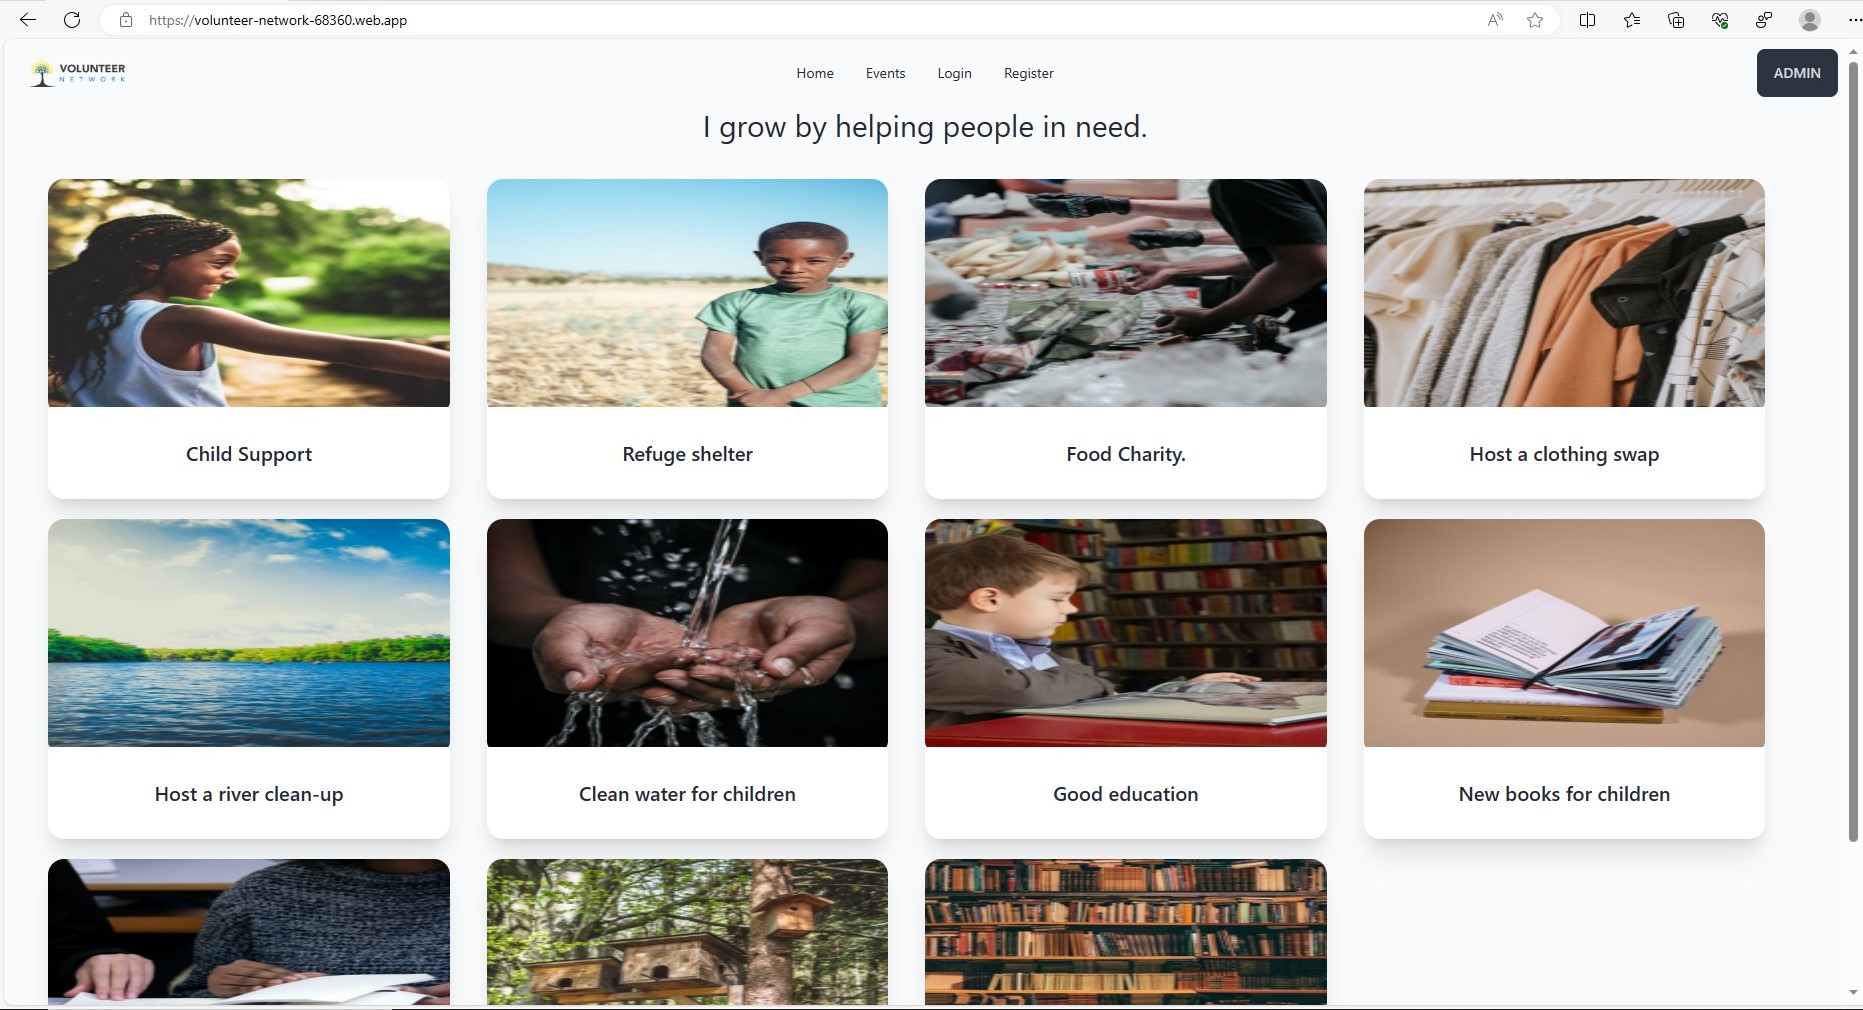 https://volunteer-network-68360.web.app
VOLUNTEER
NETWORK
Home
Events
Login
Register
ADMIN
I grow by helping people in need.
Child Support
Refuge shelter
Food Charity.
Host a clothing swap
Host a river clean-up
Clean water for children
Good education
New books for children